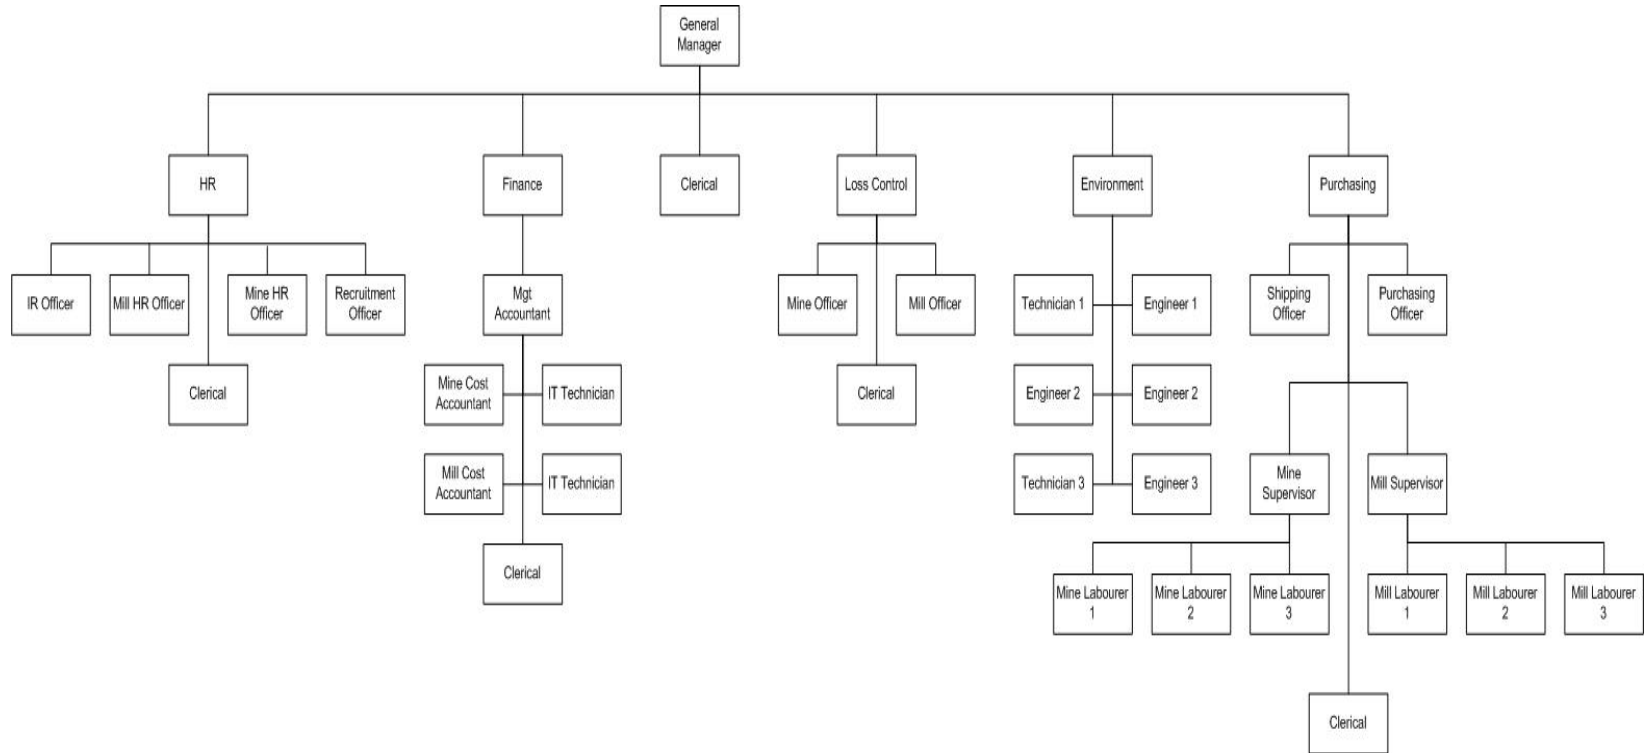 General
Manager
HR
Finance
Clerical
Loss Control
Environment
Purchasing
IR Officer
Mill HR Officer
Mine HR
Officer
Recruitment
Officer
Mgt
Accountant
Mine Officer
Mill Officer
Technician 1
Engineer 1
Shipping
Officer
Purchasing
Officer
Clerical
Mine Cost
Accountant
IT Technician
Clerical
Engineer 2
Engineer 2
Mill Cost
Accountant
IT Technician
Technician 3
Engineer 3
Mine
Supervisor
Mill Supervisor
Clerical
Mine Labourer
1
Mine Labourer
2
Mine Labourer
3
Mill Labourer
1
Mill Labourer
2
Mill Labourer
3
Clerical